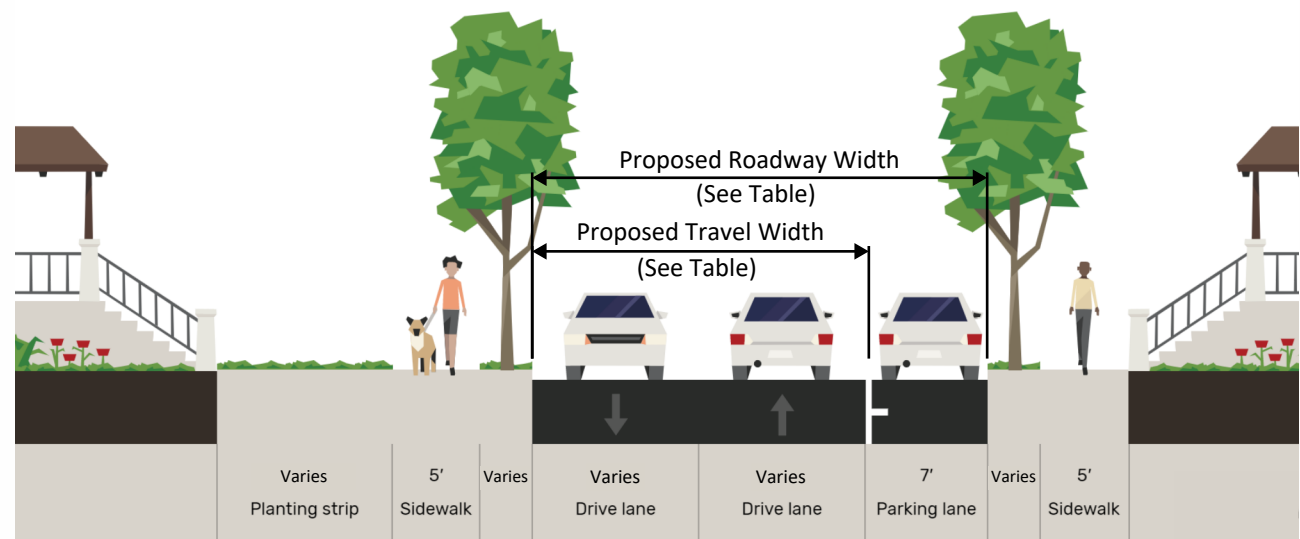 Proposed Roadway Width
(See Table)
Proposed Travel Width
(See Table)
Varies
Planting strip
5'
Sidewalk
Varies
Varies
Drive lane
Varies
Drive lane
7'
Parking lane
Varies
5'
Sidewalk